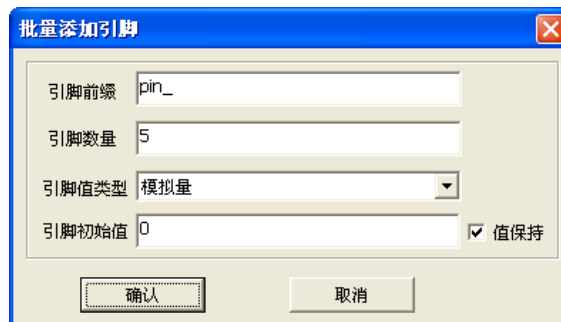 批量添加引脚
引脚前缀 pin_
引脚数量 5
引脚值类型 模拟量
引脚初始值 0 值保持
确认 取消